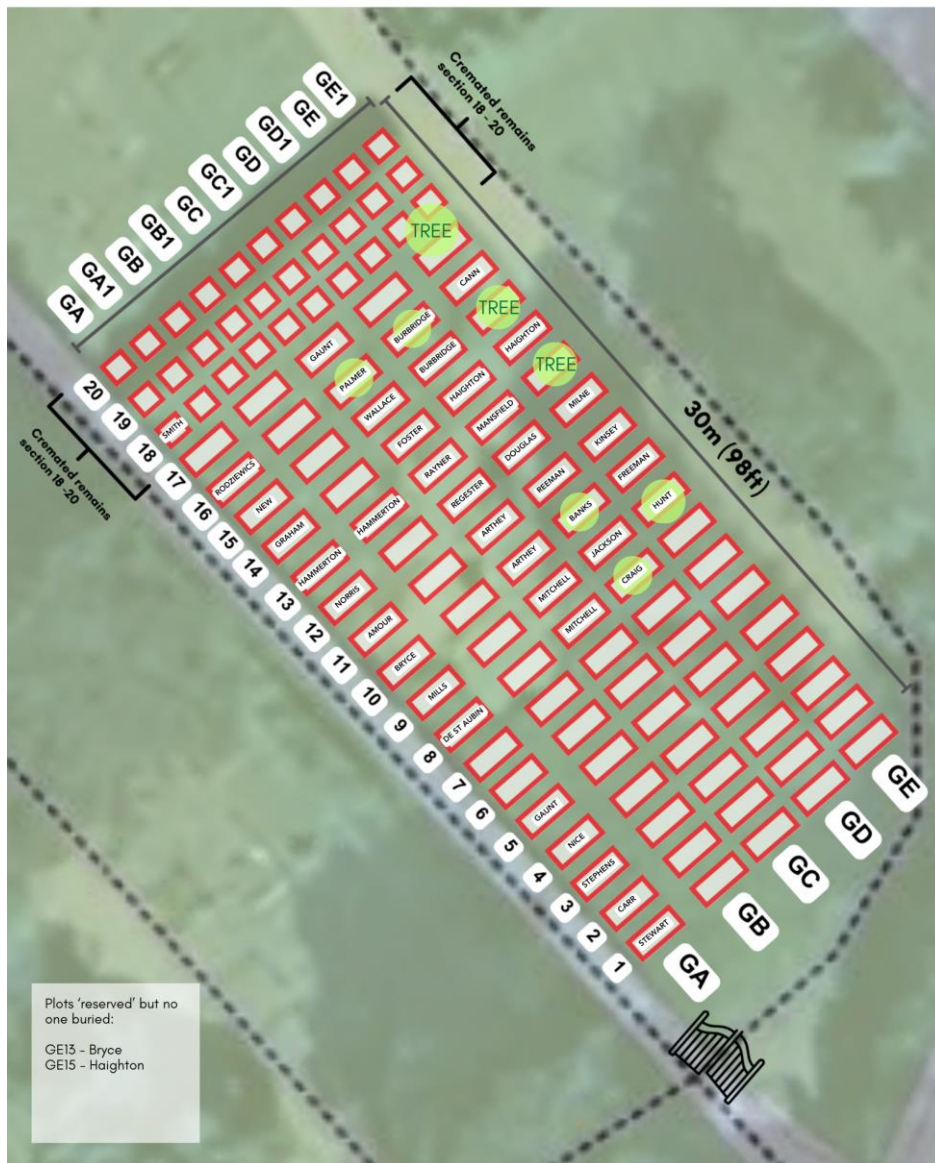 Cremated remains
section 18 - 20
GE1
GE
GD1
GD
GC1
GC
GB1
GB
GA1
GA
TREE
CANN
TREE
BURBRIDGE
HAIGHTON
GAUNT
BURBRIDGE
TREE
PALMER
HAIGHTON
MILNE
WALLACE
MANSFIELD
30m (98ft)
20
19
18
17
16
15
14
13
12
11
10
9
8
7
6
5
4
3
2
1
Cremated remains
section 18 -20
SMITH
FOSTER
DOUGLAS
KINSEY
RODZIEWICS
RAYNER
REEMAN
FREEMAN
NEW
REGESTER
BANKS
HUNT
GRAHAM
HAMMERTON
ARTHEY
JACKSON
HAMMERTON
ARTHEY
CRAIG
NORRIS
MITCHELL
AMOUR
MITCHELL
BRYCE
MILLS
DE ST AUBIN
GAUNT
NICE
STEPHENS
CARR
STEWART
GE
GD
GC
GB
GA
Plots ‘reserved’ but no
one buried:
GE13 - Bryce
GE15 - Haighton